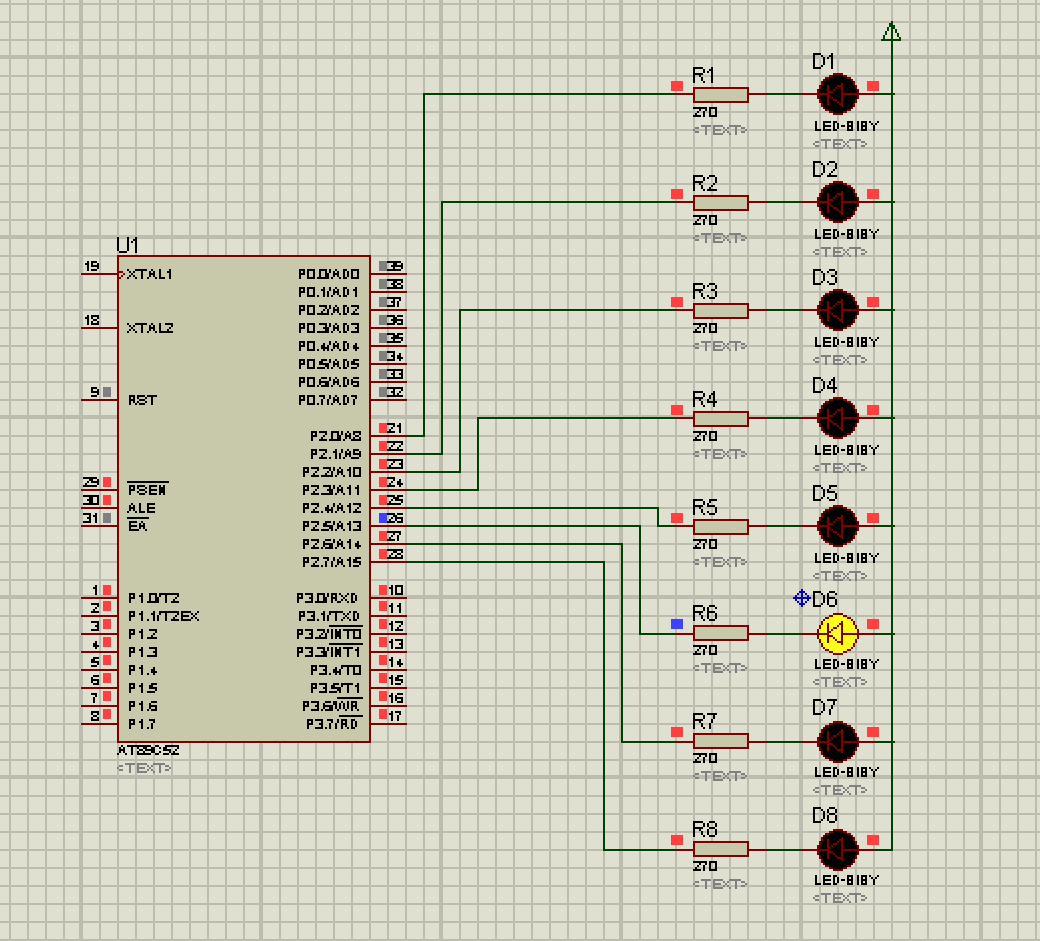 U1
19
XTAL1
18
XTAL2
9
RST
29
PSEN
30
ALE
31
EA
1
P1.0/T2
2
P1.1/T2EX
3
P1.2
4
P1.3
5
P1.4
6
P1.5
7
P1.6
8
P1.7
P0.0/AD0
39
P0.1/AD1
38
P0.2/AD2
37
P0.3/AD3
36
P0.4/AD4
35
P0.5/AD5
34
P0.6/AD6
33
P0.7/AD7
32
P2.0/A8
21
P2.1/A9
22
P2.2/A10
23
P2.3/A11
24
P2.4/A12
25
P2.5/A13
26
P2.6/A14
27
P2.7/A15
28
P3.0/RXD
10
P3.1/TXD
11
P3.2/INT0
12
P3.3/INT1
13
P3.4/T0
14
P3.5/T1
15
P3.6/WR
16
P3.7/RD
17
AT89C52
<TEXT>
R1
270
<TEXT>
D1
LED-BIBY
<TEXT>
R2
270
<TEXT>
D2
LED-BIBY
<TEXT>
R3
270
<TEXT>
D3
LED-BIBY
<TEXT>
R4
270
<TEXT>
D4
LED-BIBY
<TEXT>
R5
270
<TEXT>
D5
LED-BIBY
<TEXT>
R6
270
<TEXT>
D6
LED-BIBY
<TEXT>
R7
270
<TEXT>
D7
LED-BIBY
<TEXT>
R8
270
<TEXT>
D8
LED-BIBY
<TEXT>